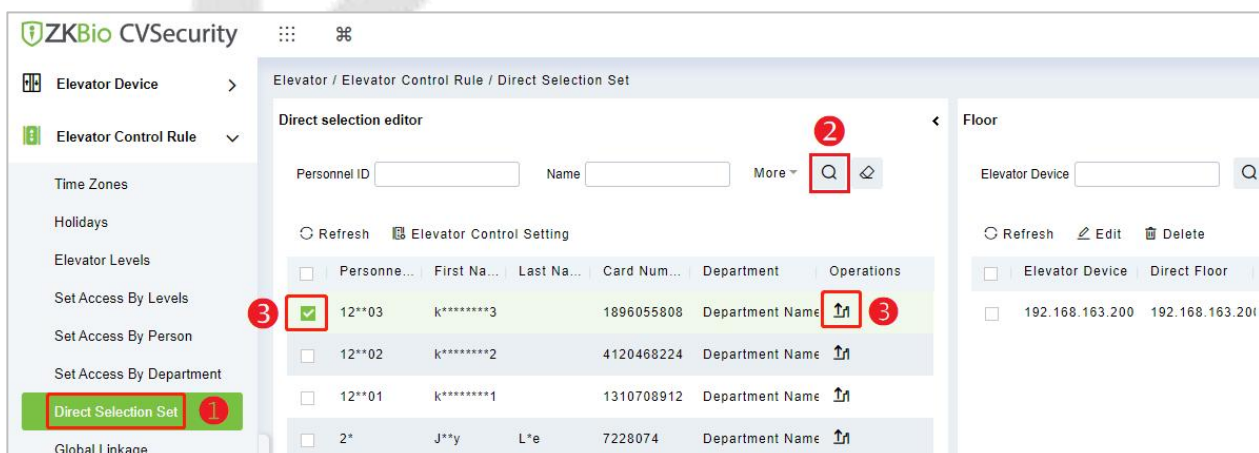 ZKBio CVSecurity
Elevator Device
Elevator Control Rule
Time Zones
Holidays
Elevator Levels
Set Access By Levels
Set Access By Person
Set Access By Department
Direct Selection Set 1
Global Linkage
Elevator / Elevator Control Rule / Direct Selection Set
Direct selection editor
2
Personnel ID Name More
Refresh Elevator Control Setting
Personne... First Na... Last Na... Card Num... Department Operations
3 12**03 k********3 1896055808 Department Name 3
12**02 k********2 4120468224 Department Name
12**01 k********1 1310708912 Department Name
2* J**y L*e 7228074 Department Name
Floor
Elevator Device
Refresh Edit Delete
Elevator Device Direct Floor
192.168.163.200 192.168.163.20